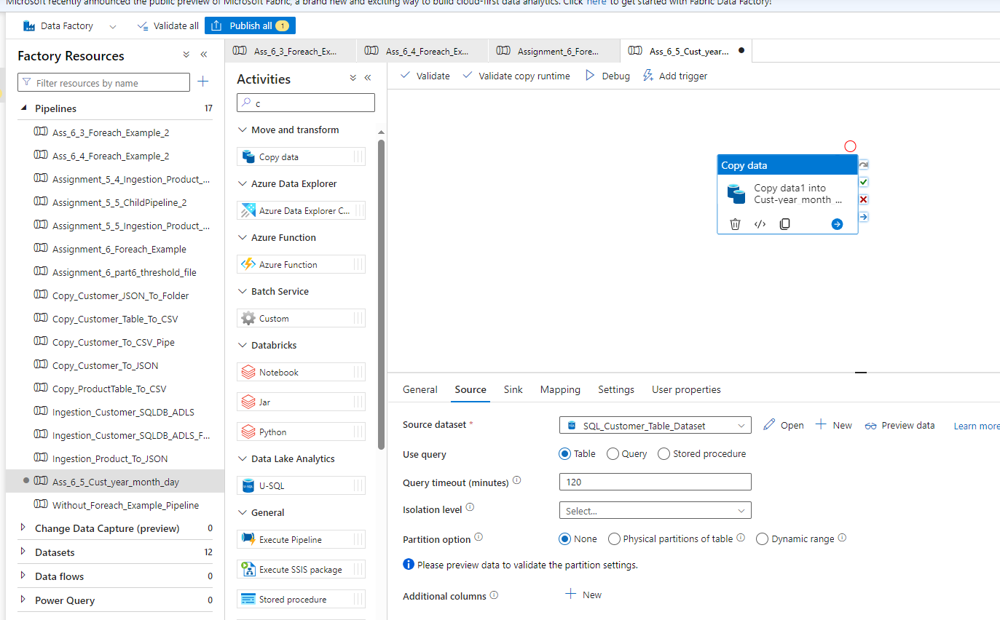 Microsoft recently announced the public preview of Microsoft Fabric, a brand new and exciting way to build cloud-first data analytics. Click here to get started with Fabric Data Factory!
Data Factory
Validate all
Publish all 1
Factory Resources
Filter resources by name
Pipelines 17
Ass_6_3_Foreach_Example_2
Ass_6_4_Foreach_Example_2
Assignment_5_4_Ingestion_Product_...
Assignment_5_5_ChildPipeline_2
Assignment_5_5_Ingestion_Product_...
Assignment_6_Foreach_Example
Assignment_6_part6_threshold_file
Copy_Customer_JSON_To_Folder
Copy_Customer_Table_To_CSV
Copy_Customer_To_CSV_Pipe
Copy_Customer_To_JSON
Copy_ProductTable_To_CSV
Ingestion_Customer_SQLDB_ADLS
Ingestion_Customer_SQLDB_ADLS_F...
Ingestion_Product_To_JSON
Ass_6_5_Cust_year_month_day
Without_Foreach_Example_Pipeline
Change Data Capture (preview) 0
Datasets 12
Data flows 0
Power Query 0
Ass_6_3_Foreach_Ex...
Ass_6_4_Foreach_Ex...
Assignment_6_Fore...
Ass_6_5_Cust_year...
Activities
c
Move and transform
Copy data
Azure Data Explorer
Azure Data Explorer C...
Azure Function
Azure Function
Batch Service
Custom
Databricks
Notebook
Jar
Python
Data Lake Analytics
U-SQL
General
Execute Pipeline
Execute SSIS package
Stored procedure
Validate
Validate copy runtime
Debug
Add trigger
Copy data
Copy data1 into
Cust-year_month_...
General
Source
Sink
Mapping
Settings
User properties
Source dataset *
SQL_Customer_Table_Dataset
Open
New
Preview data
Learn more
Use query
Table
Query
Stored procedure
Query timeout (minutes)
120
Isolation level
Select...
Partition option
None
Physical partitions of table
Dynamic range
Please preview data to validate the partition settings.
Additional columns
New